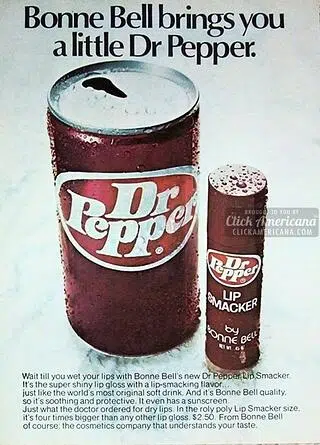 Bonne Bell brings you
a little Dr Pepper.
Dr
Pepper
®
BROUGHT TO YOU BY
Click Americana
CLICKAMERICANA.COM
Dr
Pepper
LIP
SMACKER
by
BONNE BELL
Wait till you wet your lips with Bonne Bell's new Dr Pepper Lip Smacker.
It's the super shiny lip gloss with a lip-smacking flavor...
just like the world's most original soft drink. And it's Bonne Bell quality,
so it's soothing and protective. It even has a sunscreen.
Just what the doctor ordered for dry lips. In the roly poly Lip Smacker size,
it's four times bigger than any other lip gloss. $2.50. From Bonne Bell
of course: the cosmetics company that understands your taste.